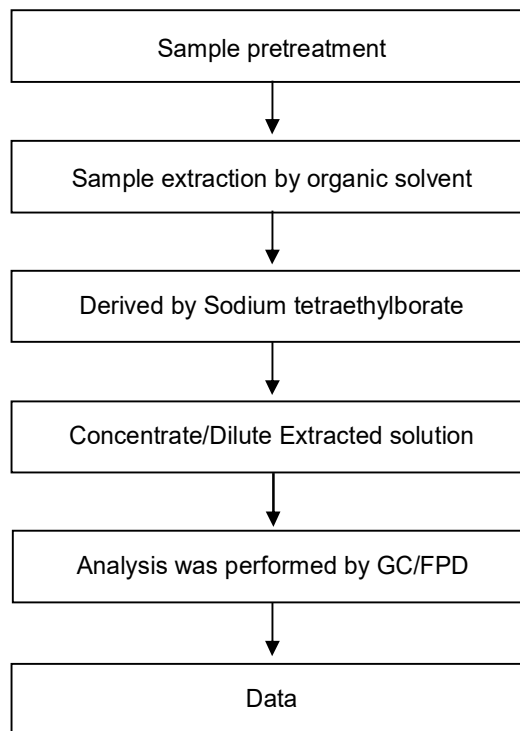 Sample pretreatment
Sample extraction by organic solvent
Derived by Sodium tetraethylborate
Concentrate/Dilute Extracted solution
Analysis was performed by GC/FPD
Data